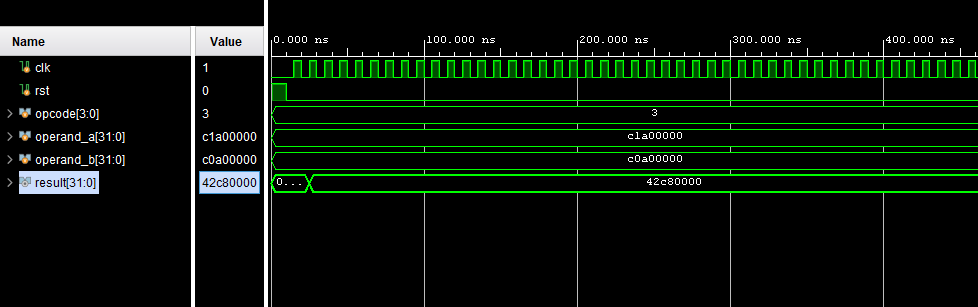 Name Value 0.000 ns 100.000 ns 200.000 ns 300.000 ns 400.000 ns
clk 1
rst 0
opcode[3:0] 3 3
operand_a[31:0] c1a00000 c1a00000
operand_b[31:0] c0a00000 c0a00000
result[31:0] 42c80000 0... 42c80000